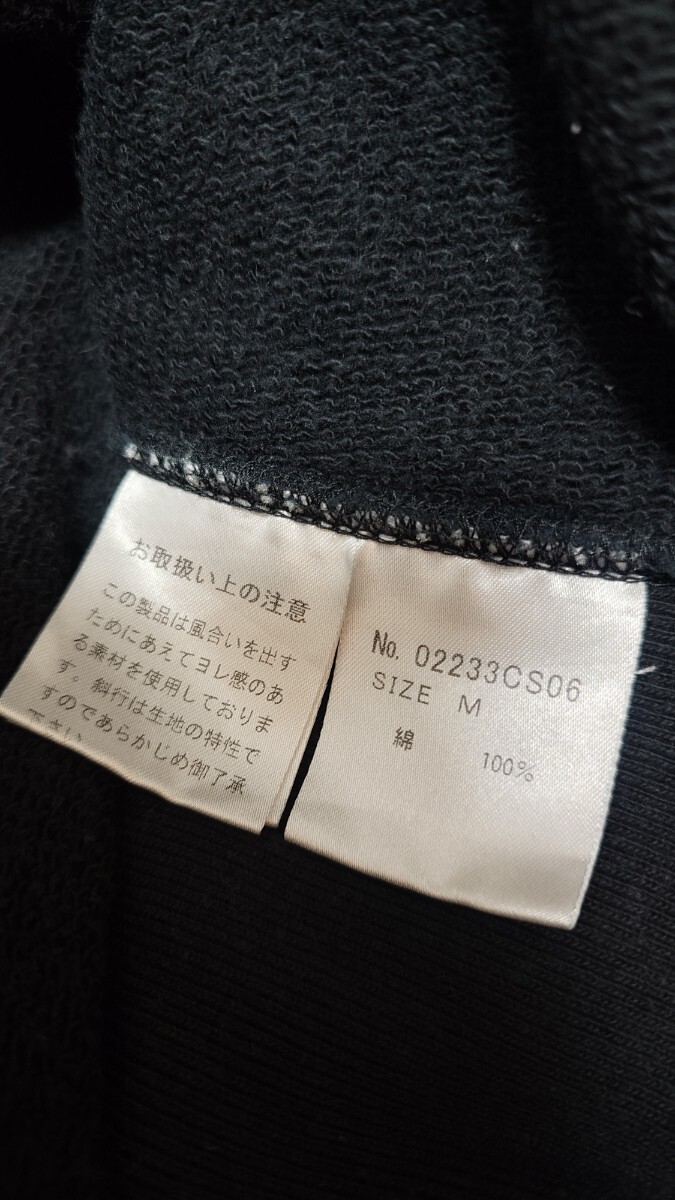 お取扱い上の注意
この製品は風合いを出す
ためにあえてヨレ感のあ
る素材を使用しておりま
す。斜行は生地の特性で
すのであらかじめ御了承
下さい
No. 02233CS06
SIZE M
綿 100%